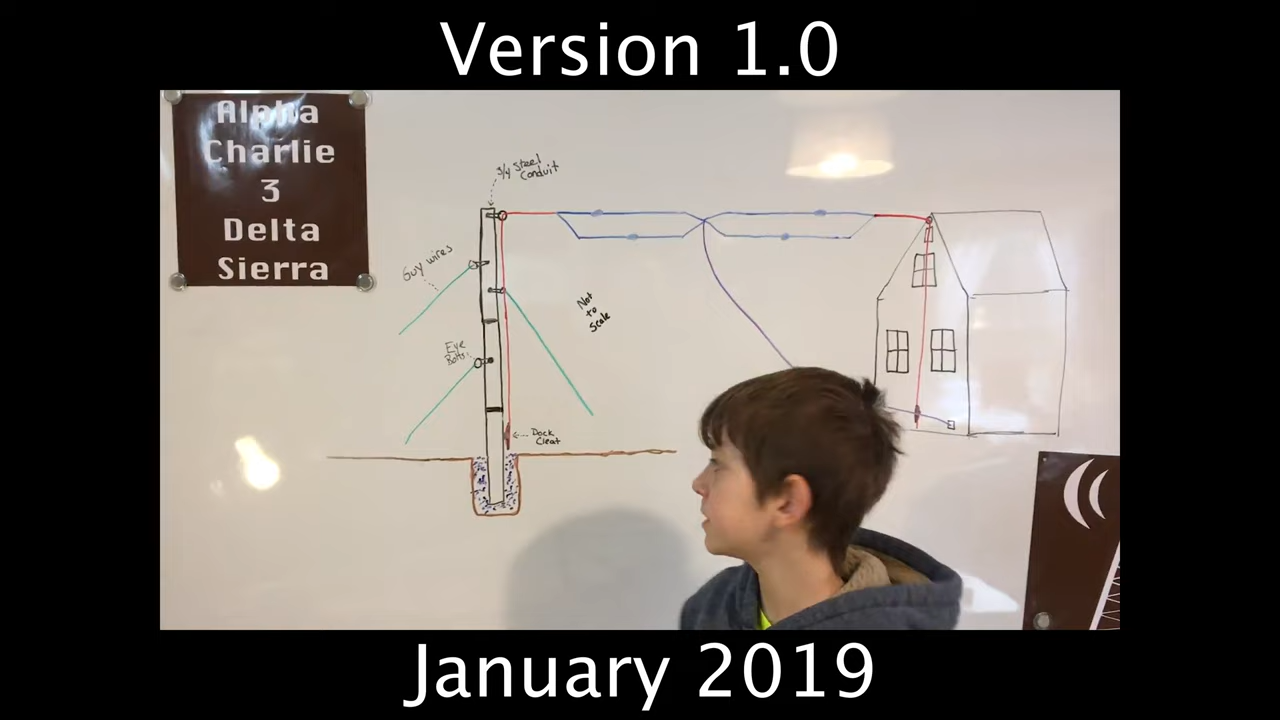 Version 1.0
Alpha
Charlie
3
Delta
Sierra
3/4 Steel
Conduit
Guy wires
Not
to
Scale
Eye
Bolts
Dock
Cleat
January 2019